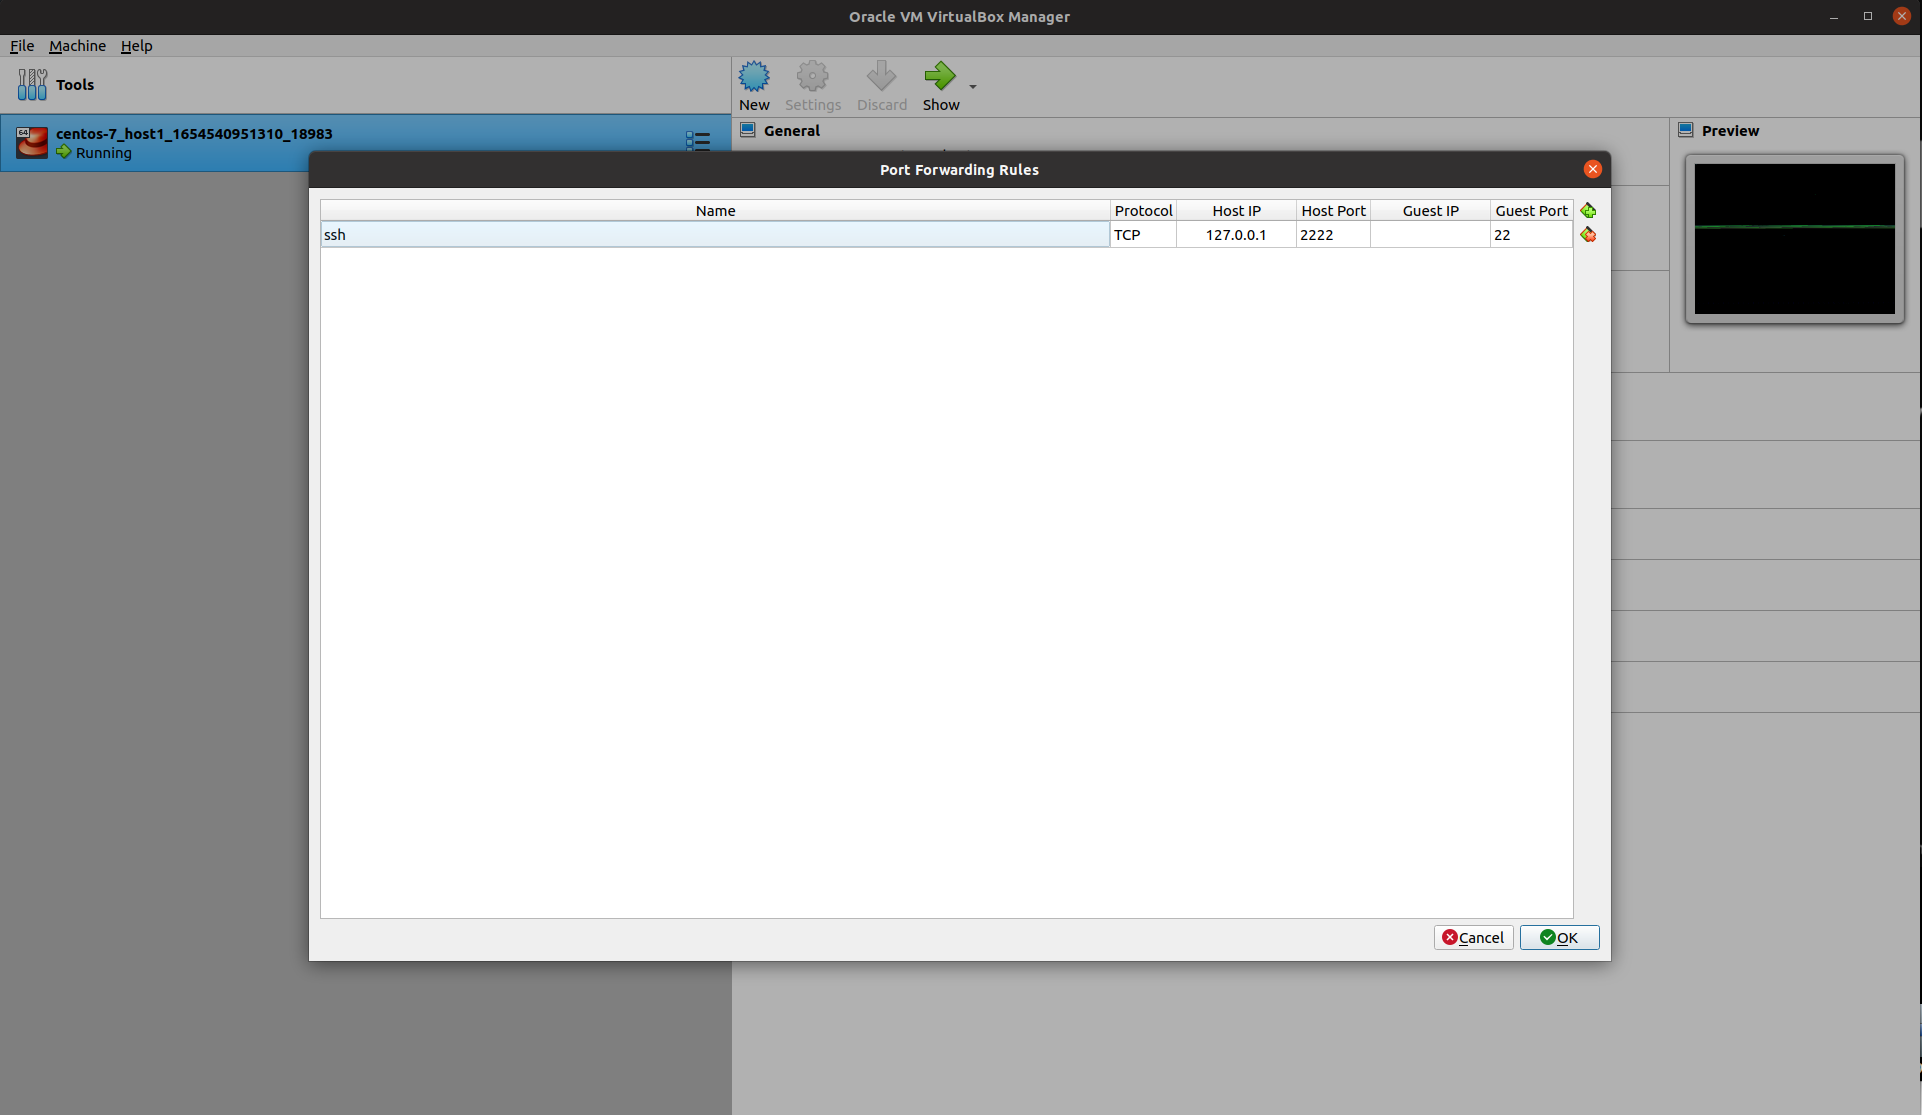 Oracle VM VirtualBox Manager
File Machine Help
Tools
New Settings Discard Show
64
centos-7_host1_1654540951310_18983
Running
General
Preview
Port Forwarding Rules
Name Protocol Host IP Host Port Guest IP Guest Port
ssh TCP 127.0.0.1 2222 22
Cancel OK